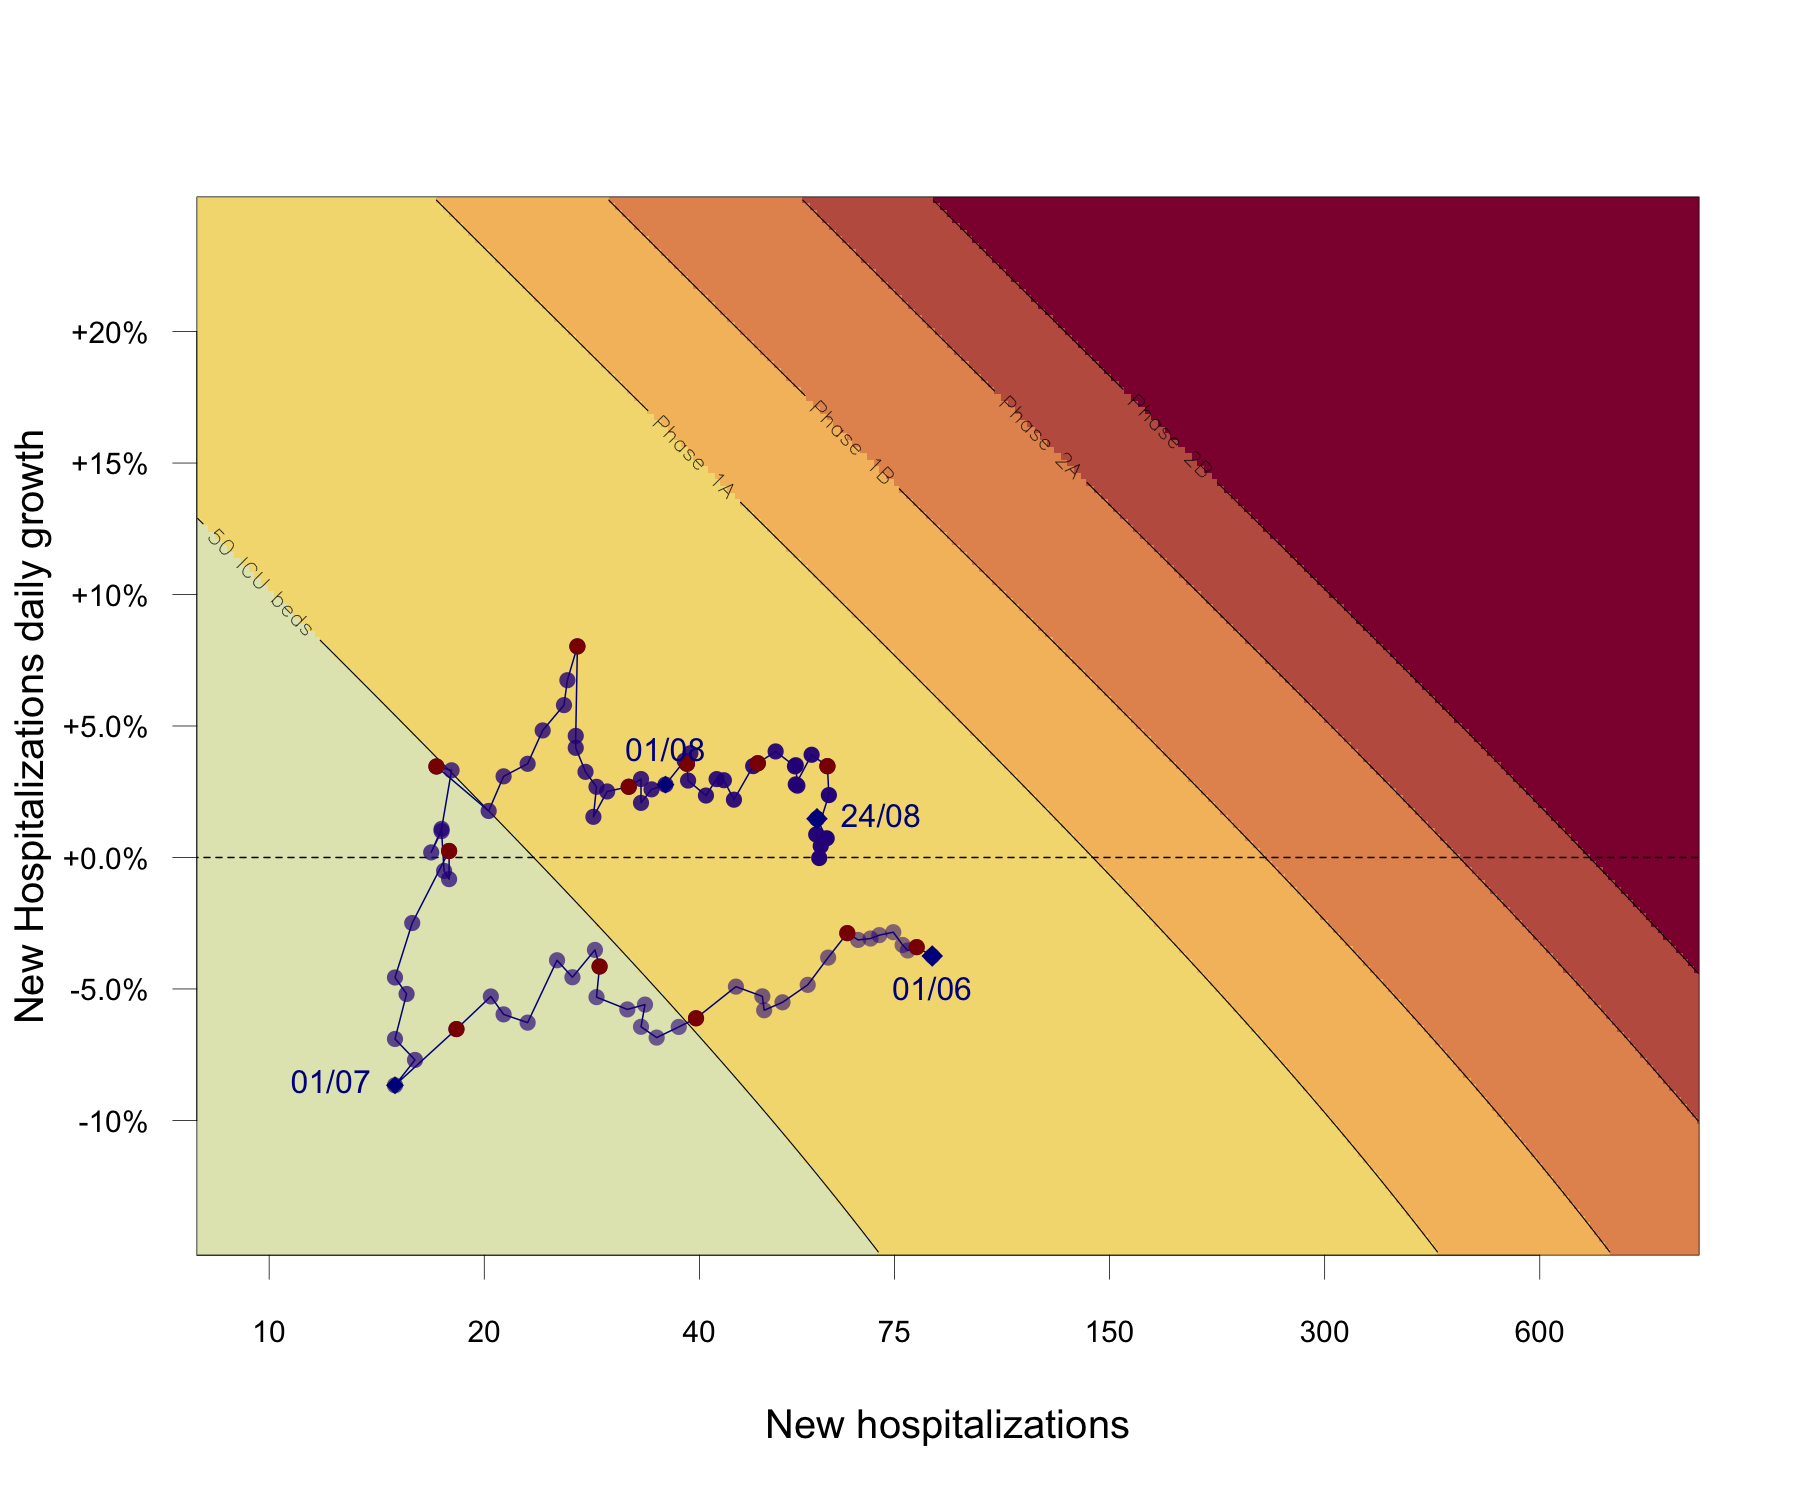 New Hospitalizations daily growth
+20%
+15%
+10%
+5.0%
+0.0%
-5.0%
-10%
50 ICU beds
Phase 1A
Phase 1B
Phase 2A
Phase 2B
01/08
24/08
01/06
01/07
10
20
40
75
150
300
600
New hospitalizations